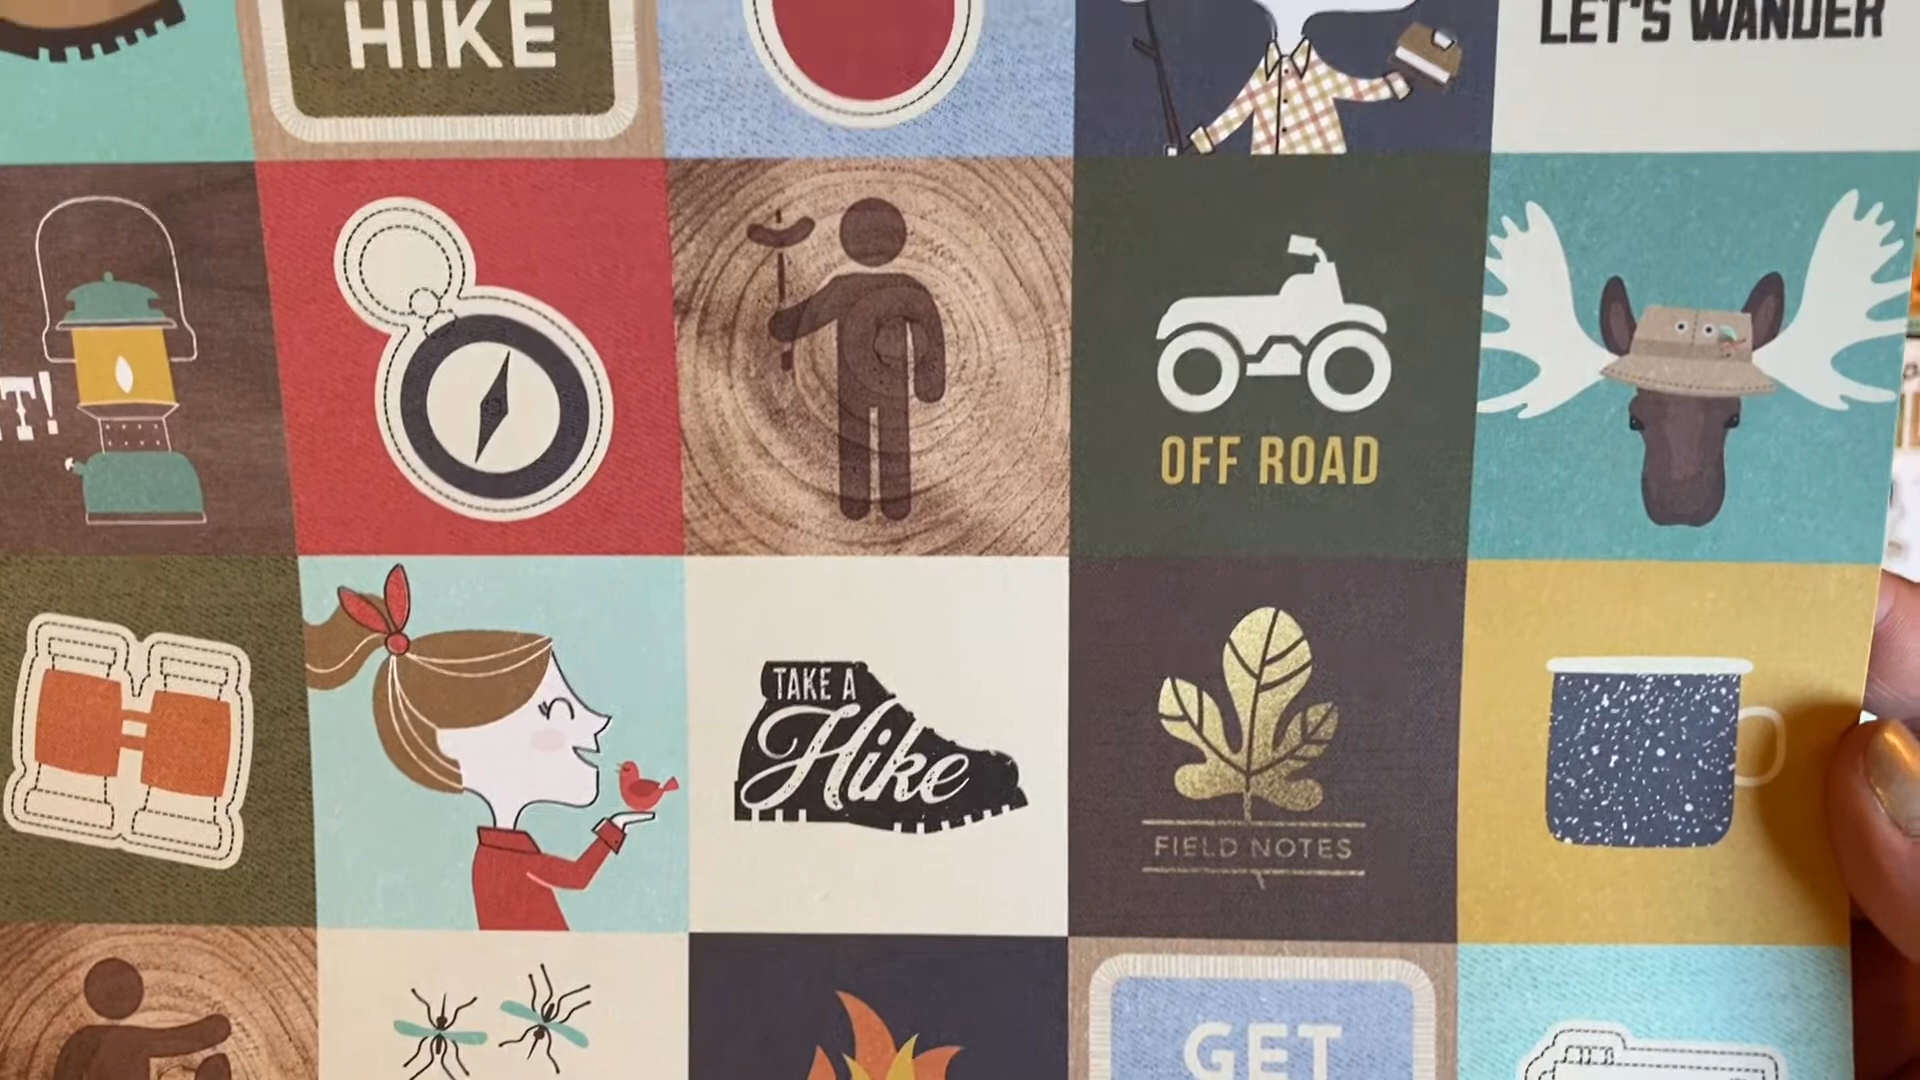 HIKE
LET'S WANDER
T!
OFF ROAD
TAKE A
Hike
FIELD NOTES
GET